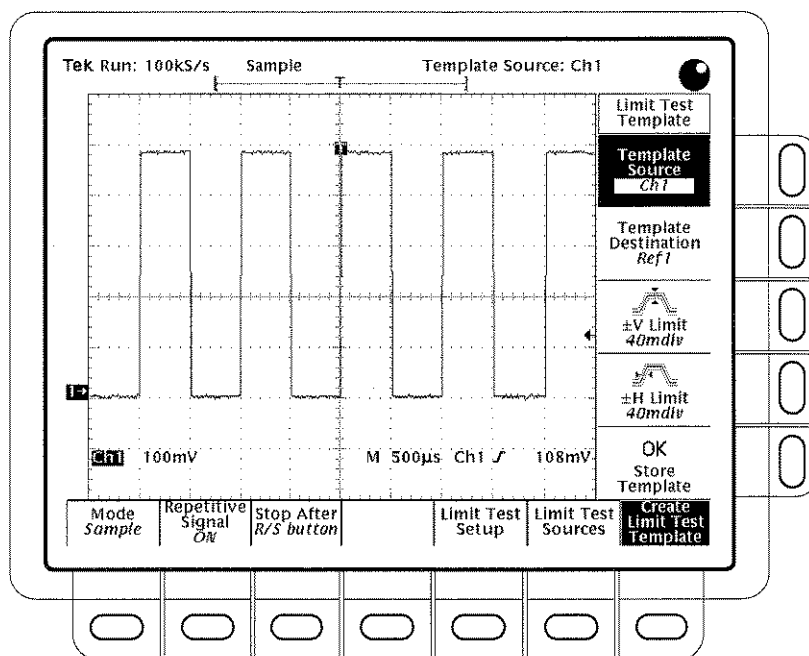 Tek Run: 100kS/s Sample Template Source: Ch1
T
Limit Test
Template
Template
Source
Ch1
Template
Destination
Ref1
±V Limit
40mdiv
±H Limit
40mdiv
OK
Store
Template
1
1→
Ch1 100mV M 500µs Ch1 108mV
Mode
Sample
Repetitive
Signal
ON
Stop After
R/S button
Limit Test
Setup
Limit Test
Sources
Create
Limit Test
Template